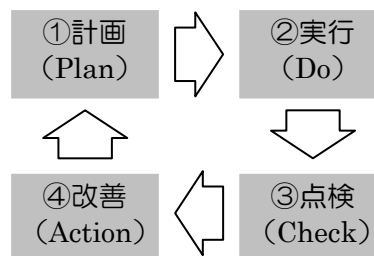 ①計画
（Plan）
②実行
（Do）
④改善
（Action）
③点検
（Check）